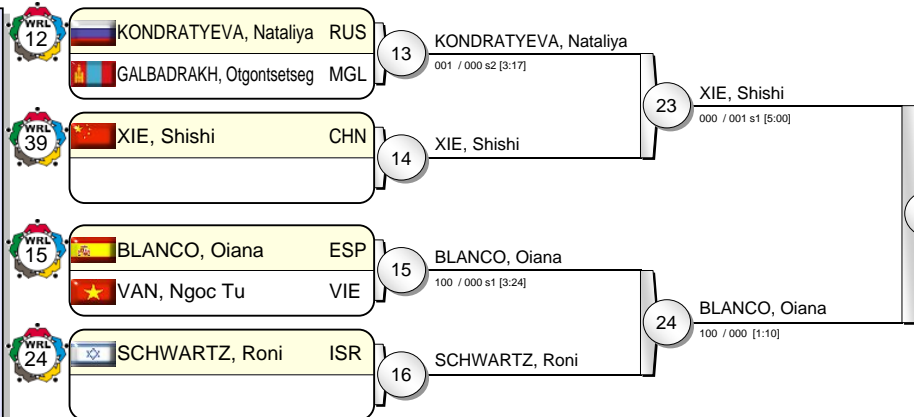 WRL
12
KONDRATYEVA, Nataliya RUS
GALBADRAKH, Otgontsetseg MGL
13
KONDRATYEVA, Nataliya
001 / 000 s2 [3:17]
WRL
39
XIE, Shishi CHN
14
XIE, Shishi
23
XIE, Shishi
000 / 001 s1 [5:00]
WRL
15
BLANCO, Oiana ESP
VAN, Ngoc Tu VIE
15
BLANCO, Oiana
100 / 000 s1 [3:24]
WRL
24
SCHWARTZ, Roni ISR
16
SCHWARTZ, Roni
24
BLANCO, Oiana
100 / 000 [1:10]